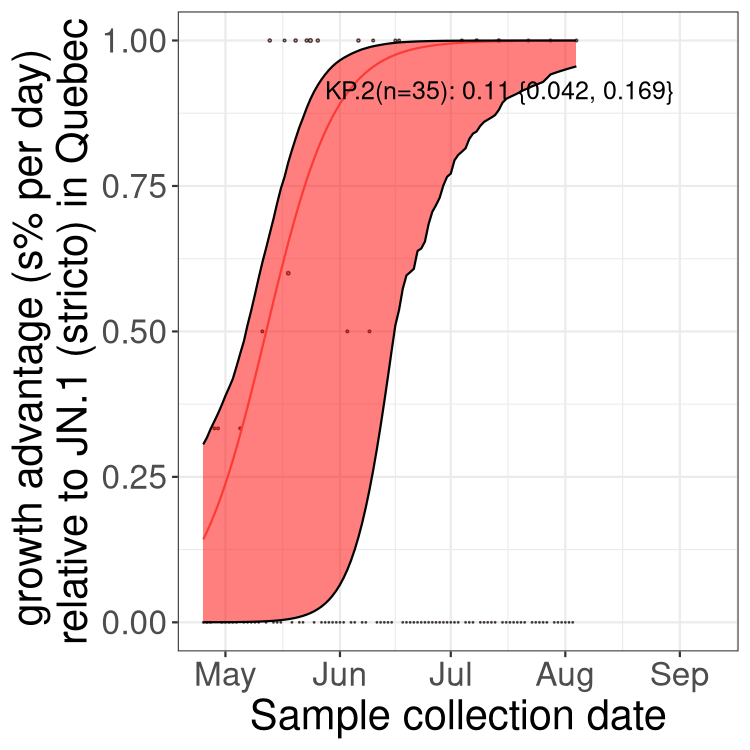 growth advantage (s% per day)
relative to JN.1 (stricto) in Quebec
1.00
0.75
0.50
0.25
0.00
KP.2(n=35): 0.11 {0.042, 0.169}
May Jun Jul Aug Sep
Sample collection date